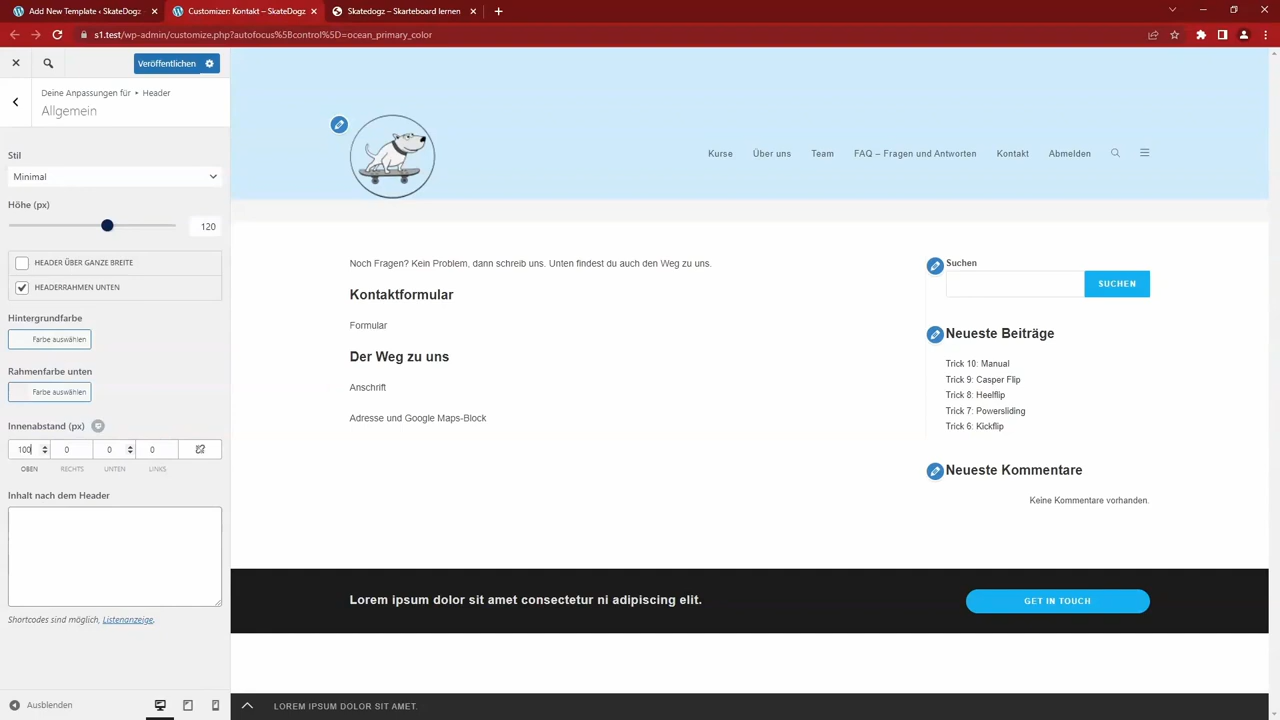 Add New Template ‹ SkateDogz
Customizer: Kontakt – SkateDogz
Skatedogz – Skarteboard lernen
s1.test/wp-admin/customize.php?autofocus%5Bcontrol%5D=ocean_primary_color
Veröffentlichen
Deine Anpassungen für • Header
Allgemein
Stil
Minimal
Höhe (px)
120
HEADER ÜBER GANZE BREITE
HEADERRAHMEN UNTEN
Hintergrundfarbe
Farbe auswählen
Rahmenfarbe unten
Farbe auswählen
Innenabstand (px)
100 0 0 0
OBEN RECHTS UNTEN LINKS
Inhalt nach dem Header
Shortcodes sind möglich, Listenanzeige.
Ausblenden
Kurse Über uns Team FAQ – Fragen und Antworten Kontakt Abmelden
Noch Fragen? Kein Problem, dann schreib uns. Unten findest du auch den Weg zu uns.
Kontaktformular
Formular
Der Weg zu uns
Anschrift
Adresse und Google Maps-Block
Suchen
SUCHEN
Neueste Beiträge
Trick 10: Manual
Trick 9: Casper Flip
Trick 8: Heelflip
Trick 7: Powersliding
Trick 6: Kickflip
Neueste Kommentare
Keine Kommentare vorhanden.
Lorem ipsum dolor sit amet consectetur ni adipiscing elit.
GET IN TOUCH
LOREM IPSUM DOLOR SIT AMET.